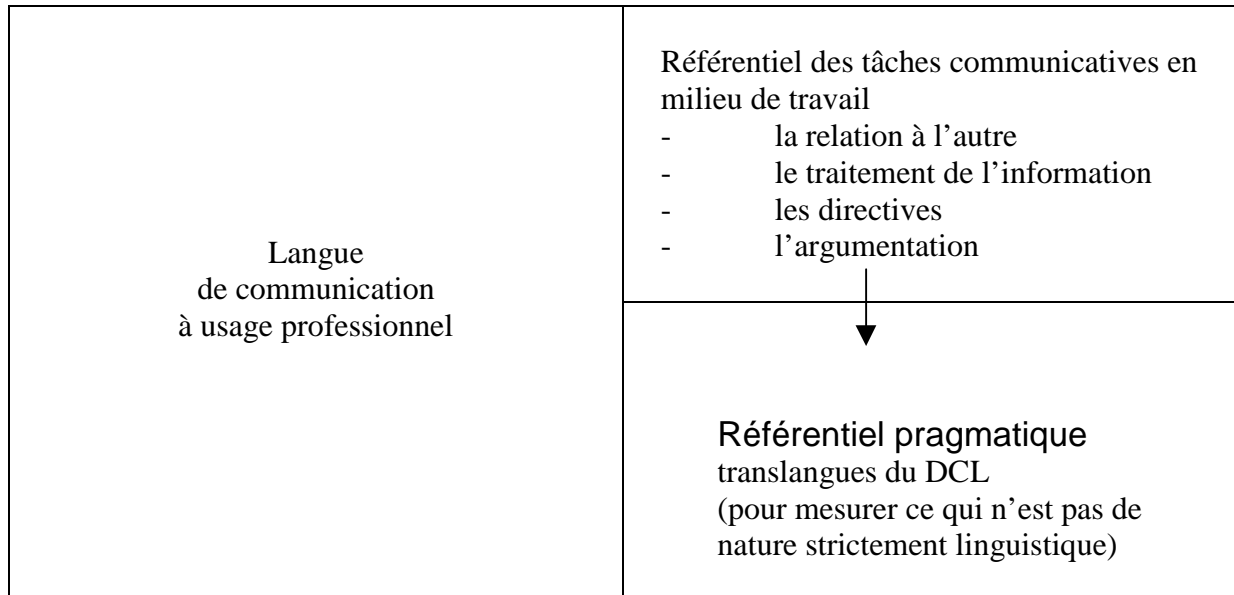 Langue
de communication
à usage professionnel
Référentiel des tâches communicatives en
milieu de travail
- la relation à l’autre
- le traitement de l’information
- les directives
- l’argumentation
Référentiel pragmatique
translangues du DCL
(pour mesurer ce qui n’est pas de
nature strictement linguistique)